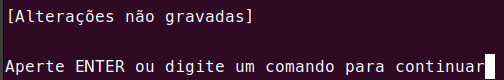 [Alterações não gravadas]
Aperte ENTER ou digite um comando para continuar